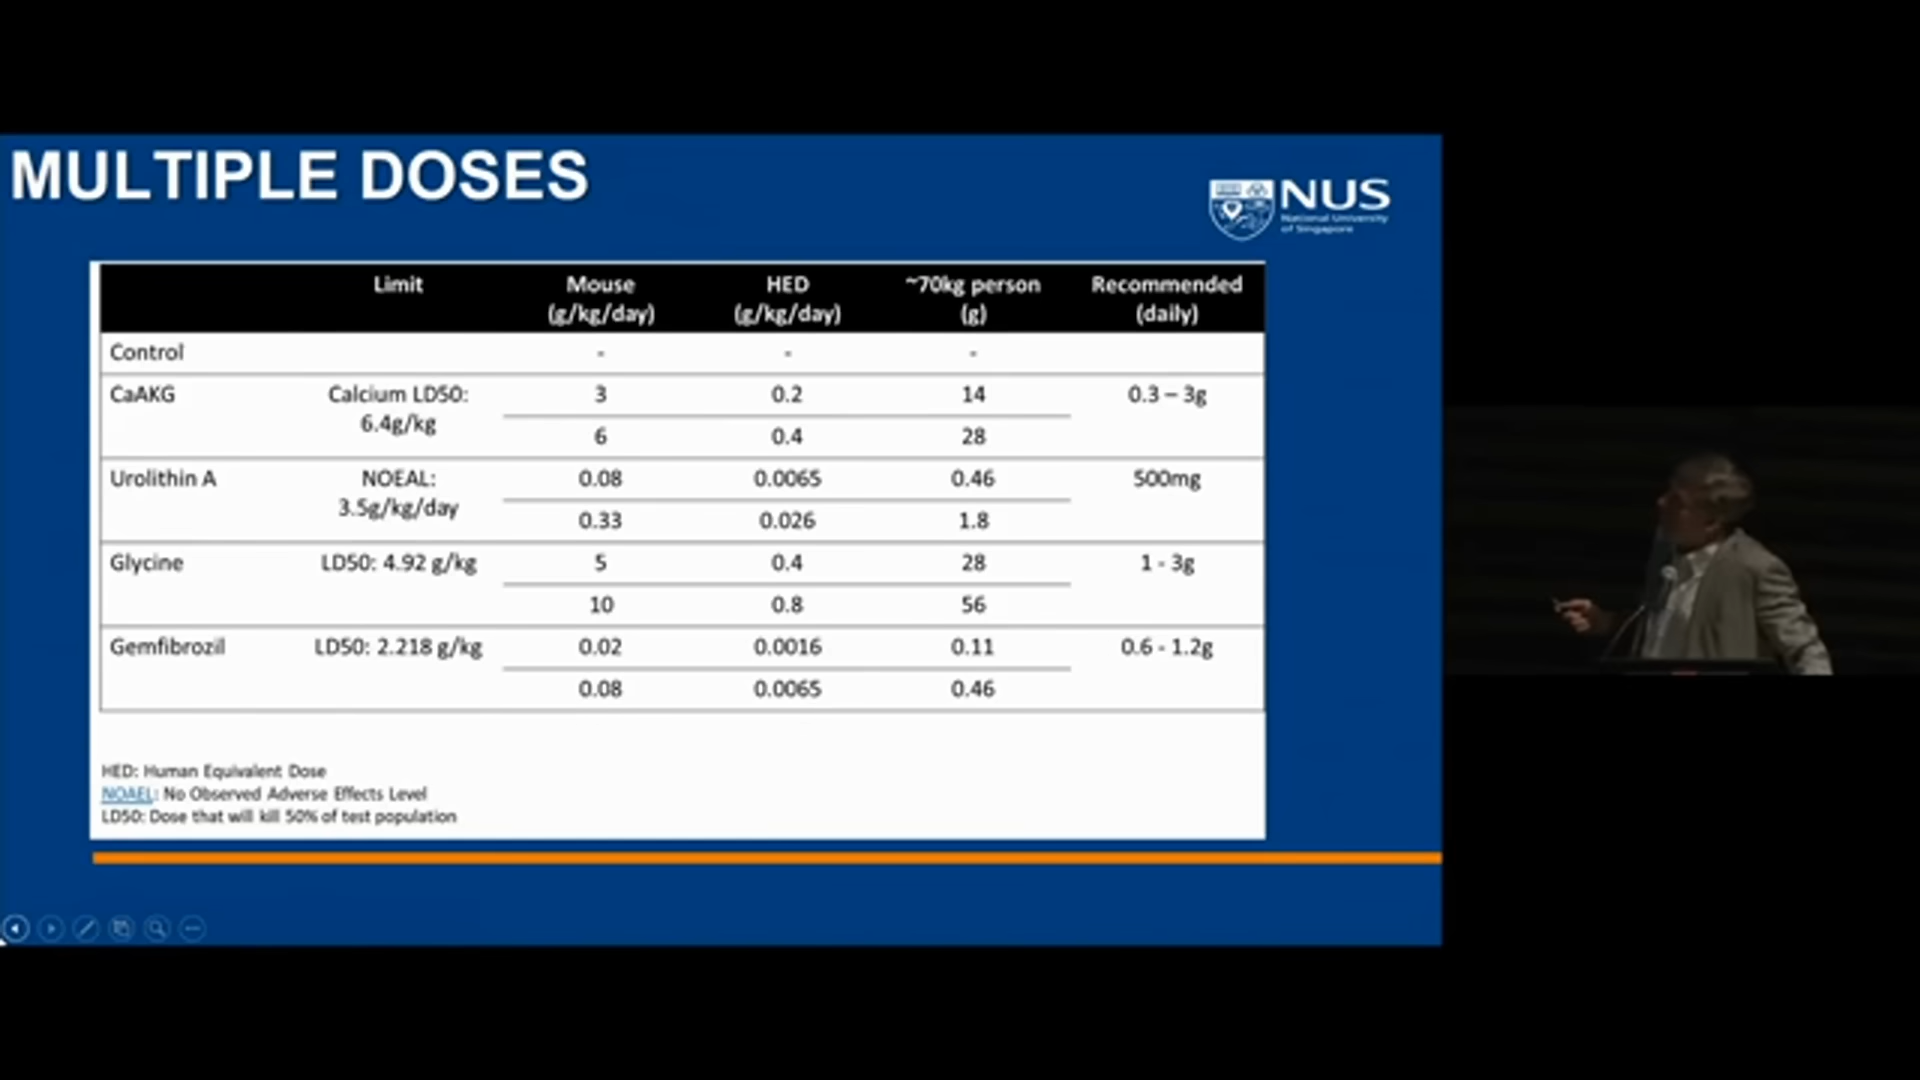 MULTIPLE DOSES
NUS
National University
of Singapore
Limit Mouse HED ~70kg person Recommended
(g/kg/day) (g/kg/day) (g) (daily)
Control - - -
CaAKG Calcium LD50: 3 0.2 14 0.3 – 3g
6.4g/kg
6 0.4 28
Urolithin A NOEAL: 0.08 0.0065 0.46 500mg
3.5g/kg/day
0.33 0.026 1.8
Glycine LD50: 4.92 g/kg 5 0.4 28 1 - 3g
10 0.8 56
Gemfibrozil LD50: 2.218 g/kg 0.02 0.0016 0.11 0.6 - 1.2g
0.08 0.0065 0.46
HED: Human Equivalent Dose
NOAEL: No Observed Adverse Effects Level
LD50: Dose that will kill 50% of test population